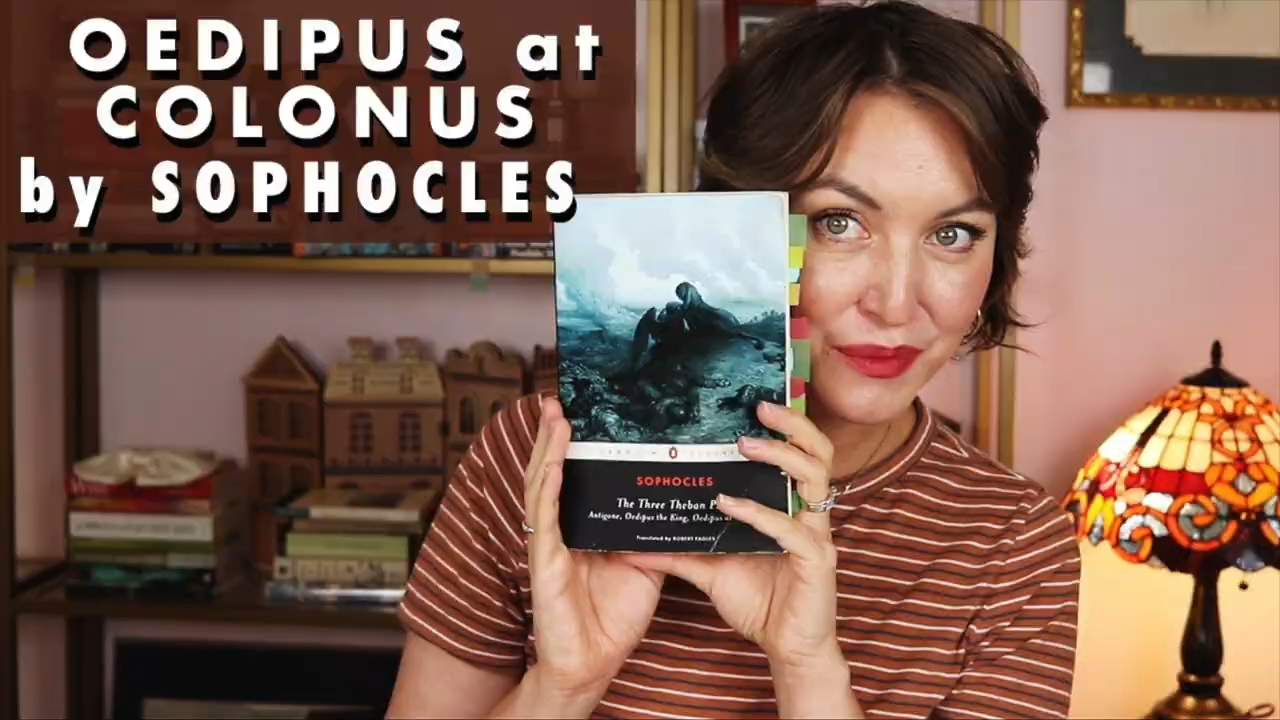 OEDIPUS at
COLONUS
by SOPHOCLES
SOPHOCLES
The Three Theban
Antigone, Oedipus the King, Oedipus
Translated by ROBERT FAGLES